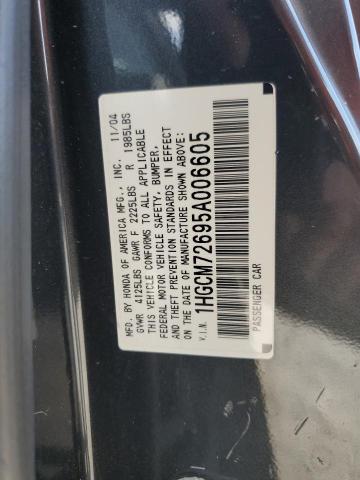 MFD. BY HONDA OF AMERICA MFG., INC. 11/04
GVWR 4125LBS GAWR F 2225LBS R 1985LBS
THIS VEHICLE CONFORMS TO ALL APPLICABLE
FEDERAL MOTOR VEHICLE SAFETY, BUMPER,
AND THEFT PREVENTION STANDARDS IN EFFECT
ON THE DATE OF MANUFACTURE SHOWN ABOVE:
V.I.N. 1HGCM72695A006605
PASSENGER CAR